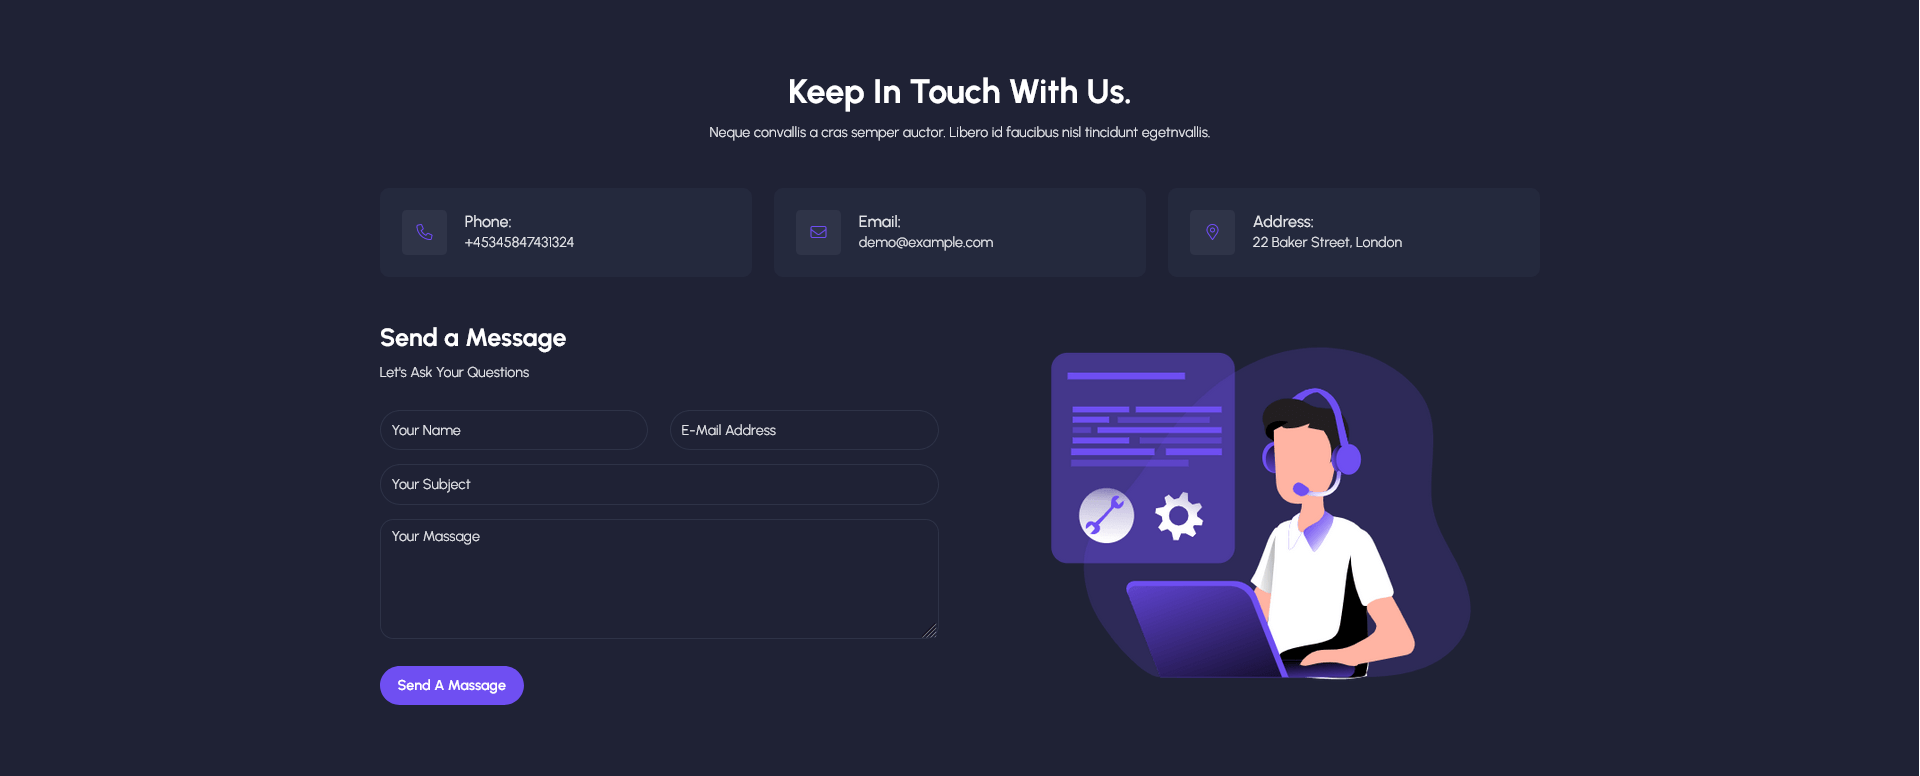 Keep In Touch With Us.
Neque convallis a cras semper auctor. Libero id faucibus nisl tincidunt egetnvallis.
Phone:
+45345847431324
Email:
demo@example.com
Address:
22 Baker Street, London
Send a Message
Let's Ask Your Questions
Your Name
E-Mail Address
Your Subject
Your Massage
Send A Massage